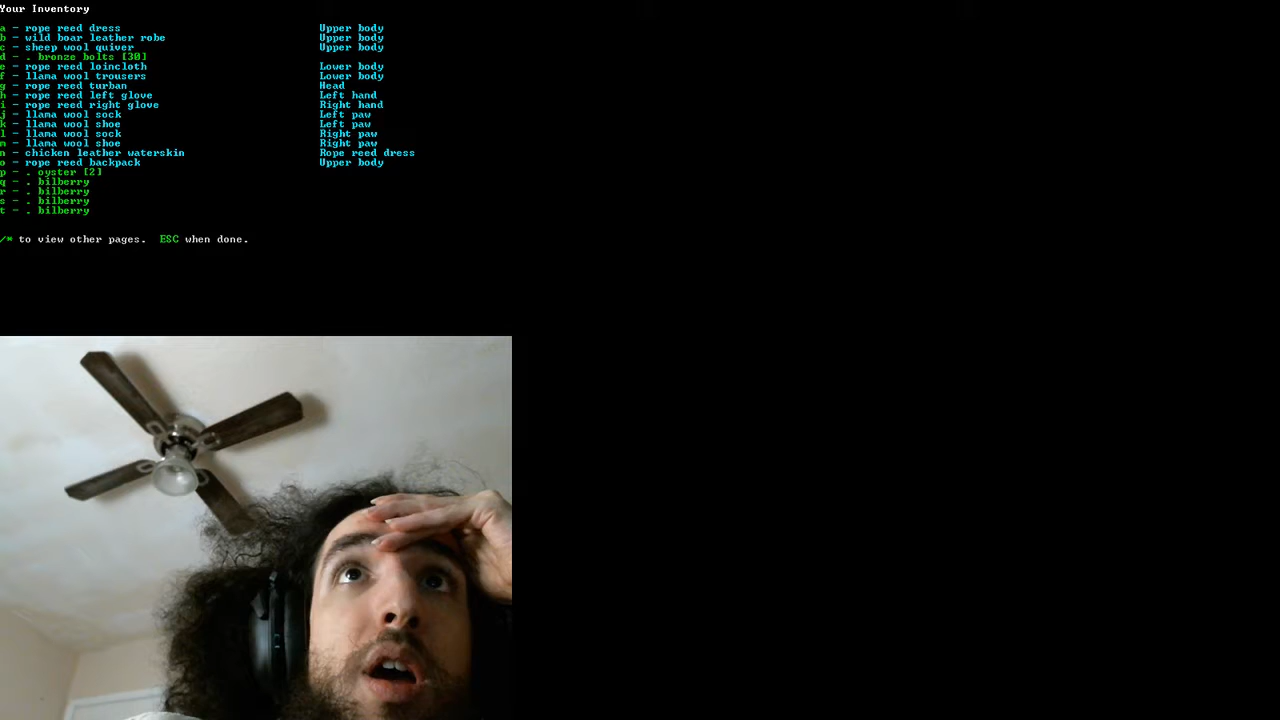 Your Inventory
a - rope reed dress Upper body
b - wild boar leather robe Upper body
c - sheep wool quiver Upper body
d - . bronze bolts [30]
e - rope reed loincloth Lower body
f - llama wool trousers Lower body
g - rope reed turban Head
h - rope reed left glove Left hand
i - rope reed right glove Right hand
j - llama wool sock Left paw
k - llama wool shoe Left paw
l - llama wool sock Right paw
m - llama wool shoe Right paw
n - chicken leather waterskin Rope reed dress
o - rope reed backpack Upper body
p - . oyster [2]
q - . bilberry
r - . bilberry
s - . bilberry
t - . bilberry
/* to view other pages. ESC when done.